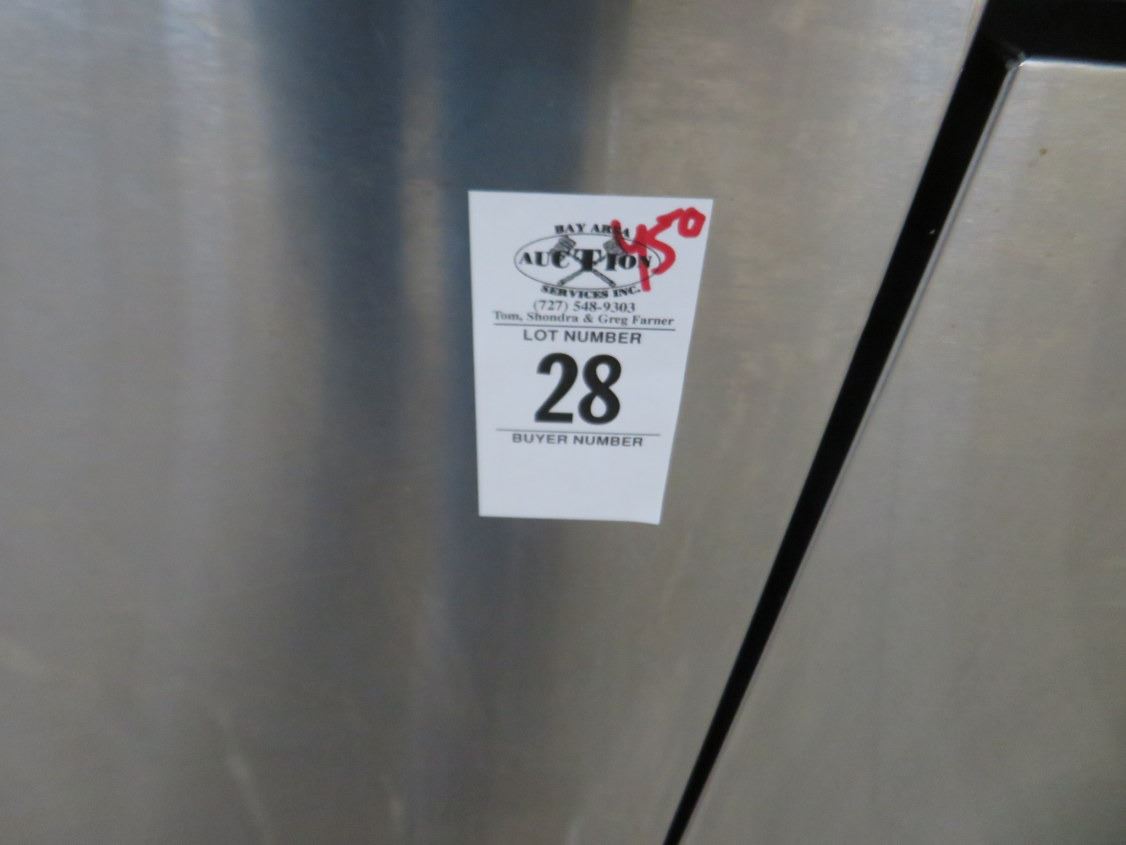 450
BAY AREA
AUCTION
SERVICES INC.
(727) 548-9303
Tom, Shondra & Greg Farner
LOT NUMBER
28
BUYER NUMBER